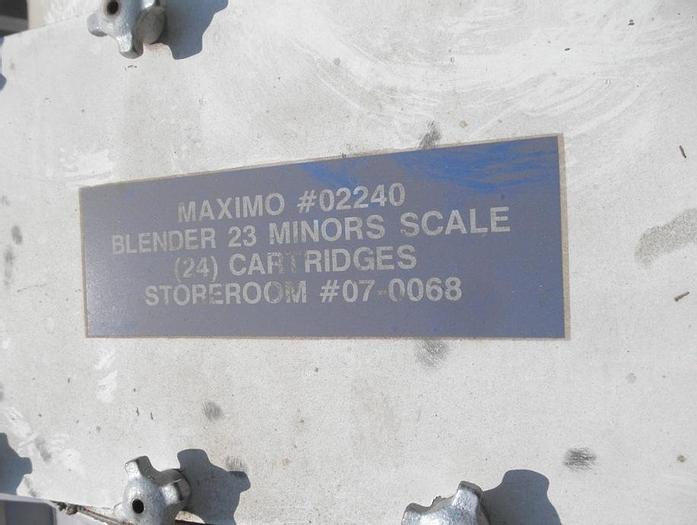 MAXIMO #02240
BLENDER 23 MINORS SCALE
(24) CARTRIDGES
STOREROOM #07-0068